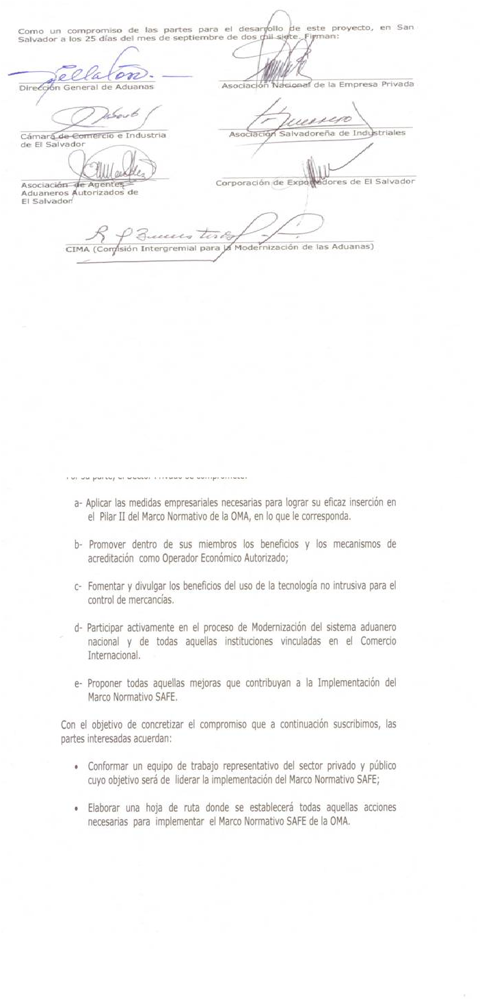 Como un compromiso de las partes para el desarrollo de este proyecto, en San
Salvador a los 25 días del mes de septiembre de dos mil siete. Firman:
Dirección General de Aduanas
Asociación Nacional de la Empresa Privada
Cámara de Comercio e Industria
de El Salvador
Asociación Salvadoreña de Industriales
Asociación de Agentes
Aduaneros Autorizados de
El Salvador
Corporación de Exportadores de El Salvador
CIMA (Comisión Intergremial para la Modernización de las Aduanas)
a- Aplicar las medidas empresariales necesarias para lograr su eficaz inserción en
el Pilar II del Marco Normativo de la OMA, en lo que le corresponda.
b- Promover dentro de sus miembros los beneficios y los mecanismos de
acreditación como Operador Económico Autorizado;
c- Fomentar y divulgar los beneficios del uso de la tecnología no intrusiva para el
control de mercancías.
d- Participar activamente en el proceso de Modernización del sistema aduanero
nacional y de todas aquellas instituciones vinculadas en el Comercio
Internacional.
e- Proponer todas aquellas mejoras que contribuyan a la Implementación del
Marco Normativo SAFE.
Con el objetivo de concretizar el compromiso que a continuación suscribimos, las
partes interesadas acuerdan:
• Conformar un equipo de trabajo representativo del sector privado y público
cuyo objetivo será de liderar la implementación del Marco Normativo SAFE;
• Elaborar una hoja de ruta donde se establecerá todas aquellas acciones
necesarias para implementar el Marco Normativo SAFE de la OMA.